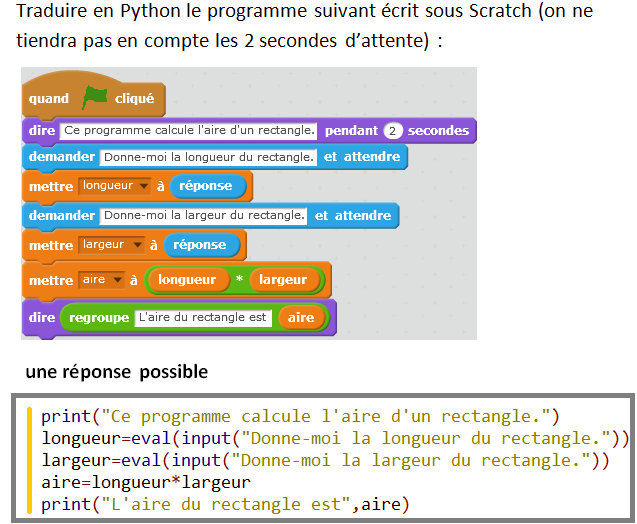 Traduire en Python le programme suivant écrit sous Scratch (on ne
tiendra pas en compte les 2 secondes d’attente) :
quand cliqué
dire Ce programme calcule l'aire d'un rectangle. pendant 2 secondes
demander Donne-moi la longueur du rectangle. et attendre
mettre longueur à réponse
demander Donne-moi la largeur du rectangle. et attendre
mettre largeur à réponse
mettre aire à longueur * largeur
dire regroupe L'aire du rectangle est aire
une réponse possible
print("Ce programme calcule l'aire d'un rectangle.")
longueur=eval(input("Donne-moi la longueur du rectangle."))
largeur=eval(input("Donne-moi la largeur du rectangle."))
aire=longueur*largeur
print("L'aire du rectangle est",aire)